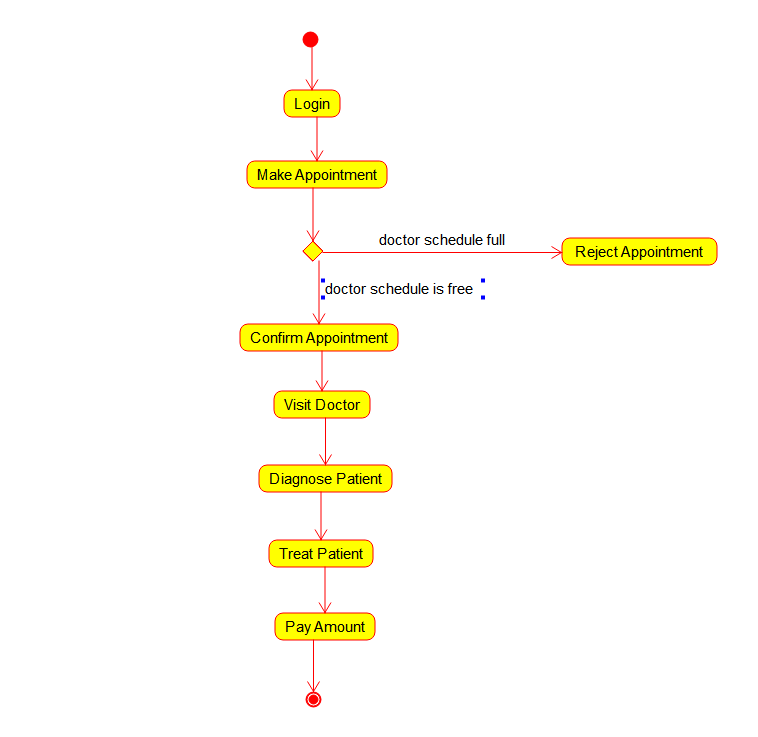 Login
Make Appointment
doctor schedule full
Reject Appointment
doctor schedule is free
Confirm Appointment
Visit Doctor
Diagnose Patient
Treat Patient
Pay Amount